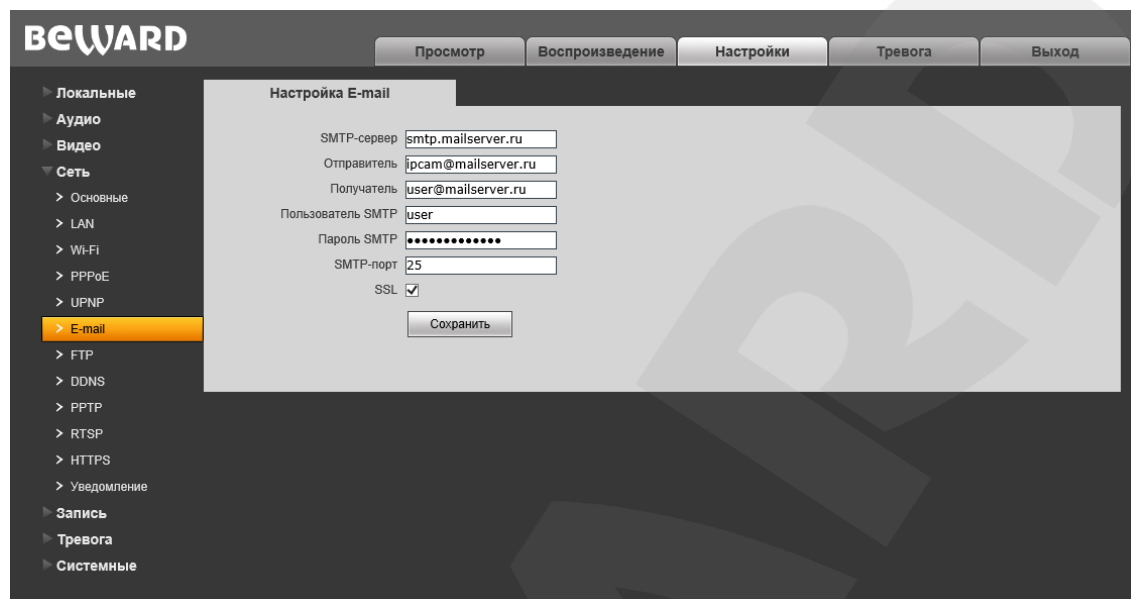 BEWARD
Просмотр
Воспроизведение
Настройки
Тревога
Выход
Локальные
Аудио
Видео
Сеть
> Основные
> LAN
> Wi-Fi
> PPPoE
> UPNP
> E-mail
> FTP
> DDNS
> PPTP
> RTSP
> HTTPS
> Уведомление
Запись
Тревога
Системные
Настройка E-mail
SMTP-сервер smtp.mailserver.ru
Отправитель ipcam@mailserver.ru
Получатель user@mailserver.ru
Пользователь SMTP user
Пароль SMTP •••••••••••••
SMTP-порт 25
SSL
Сохранить